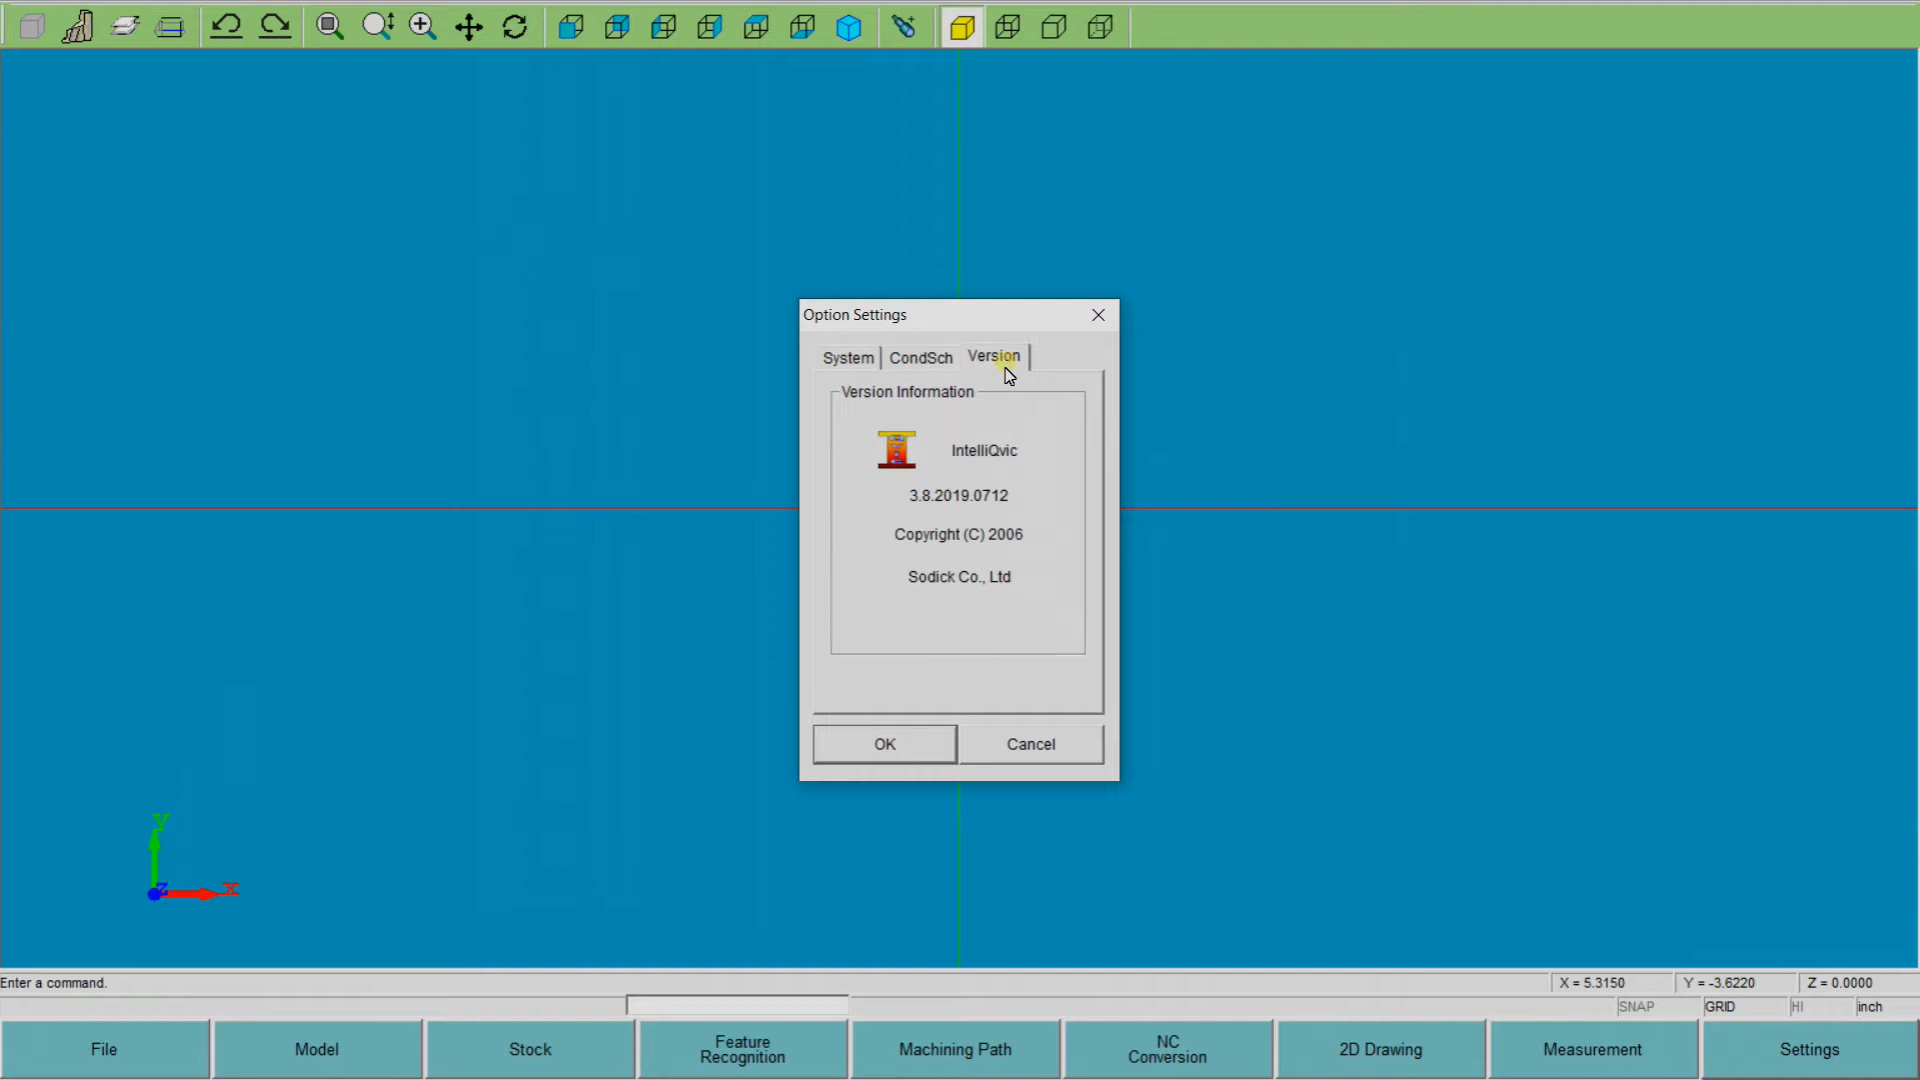 Option Settings
System
CondSch
Version
Version Information
IntelliQvic
3.8.2019.0712
Copyright (C) 2006
Sodick Co., Ltd
OK
Cancel
Y
Z
X
Enter a command.
X = 5.3150
Y = -3.6220
Z = 0.0000
SNAP
GRID
HI
inch
File
Model
Stock
Feature
Recognition
Machining Path
NC
Conversion
2D Drawing
Measurement
Settings